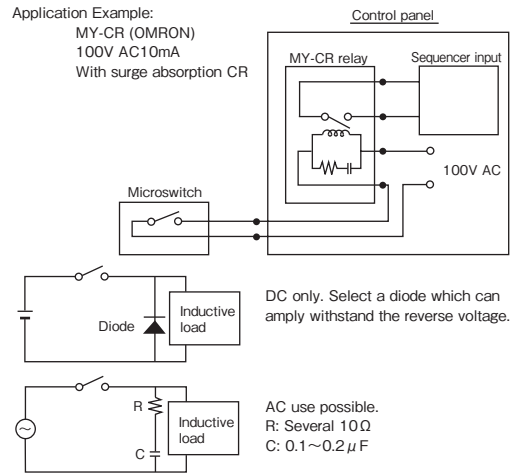 Application Example:
MY-CR (OMRON)
100V AC10mA
With surge absorption CR
Control panel
MY-CR relay
Sequencer input
100V AC
Microswitch
Diode
Inductive
load
DC only. Select a diode which can
amply withstand the reverse voltage.
R
C
Inductive
load
AC use possible.
R: Several 10Ω
C: 0.1~0.2μF